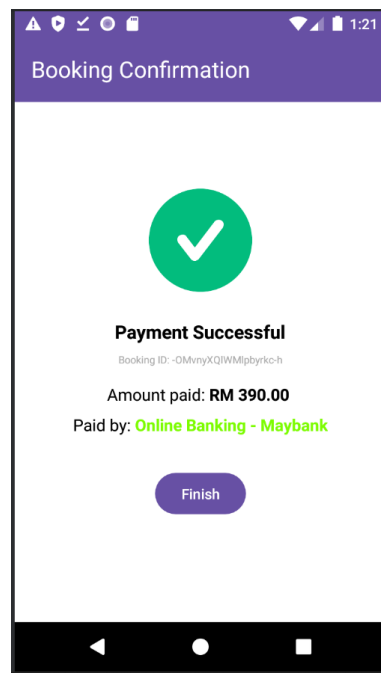 1:21
Booking Confirmation
Payment Successful
Booking ID: -OMvnyXQlWMlpbyrkc-h
Amount paid: RM 390.00
Paid by: Online Banking - Maybank
Finish